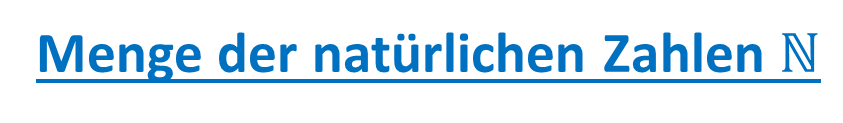 Menge der natürlichen Zahlen ℕ